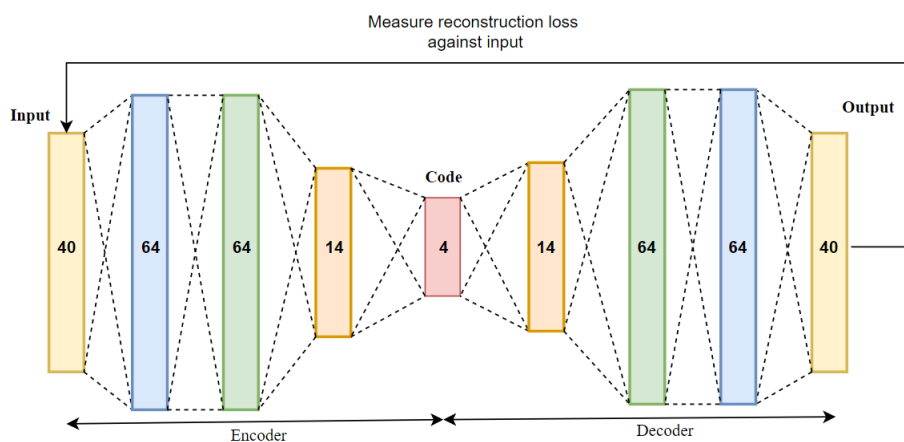 Measure reconstruction loss
against input
Input
Output
Code
40
64
64
14
4
14
64
64
40
Encoder
Decoder